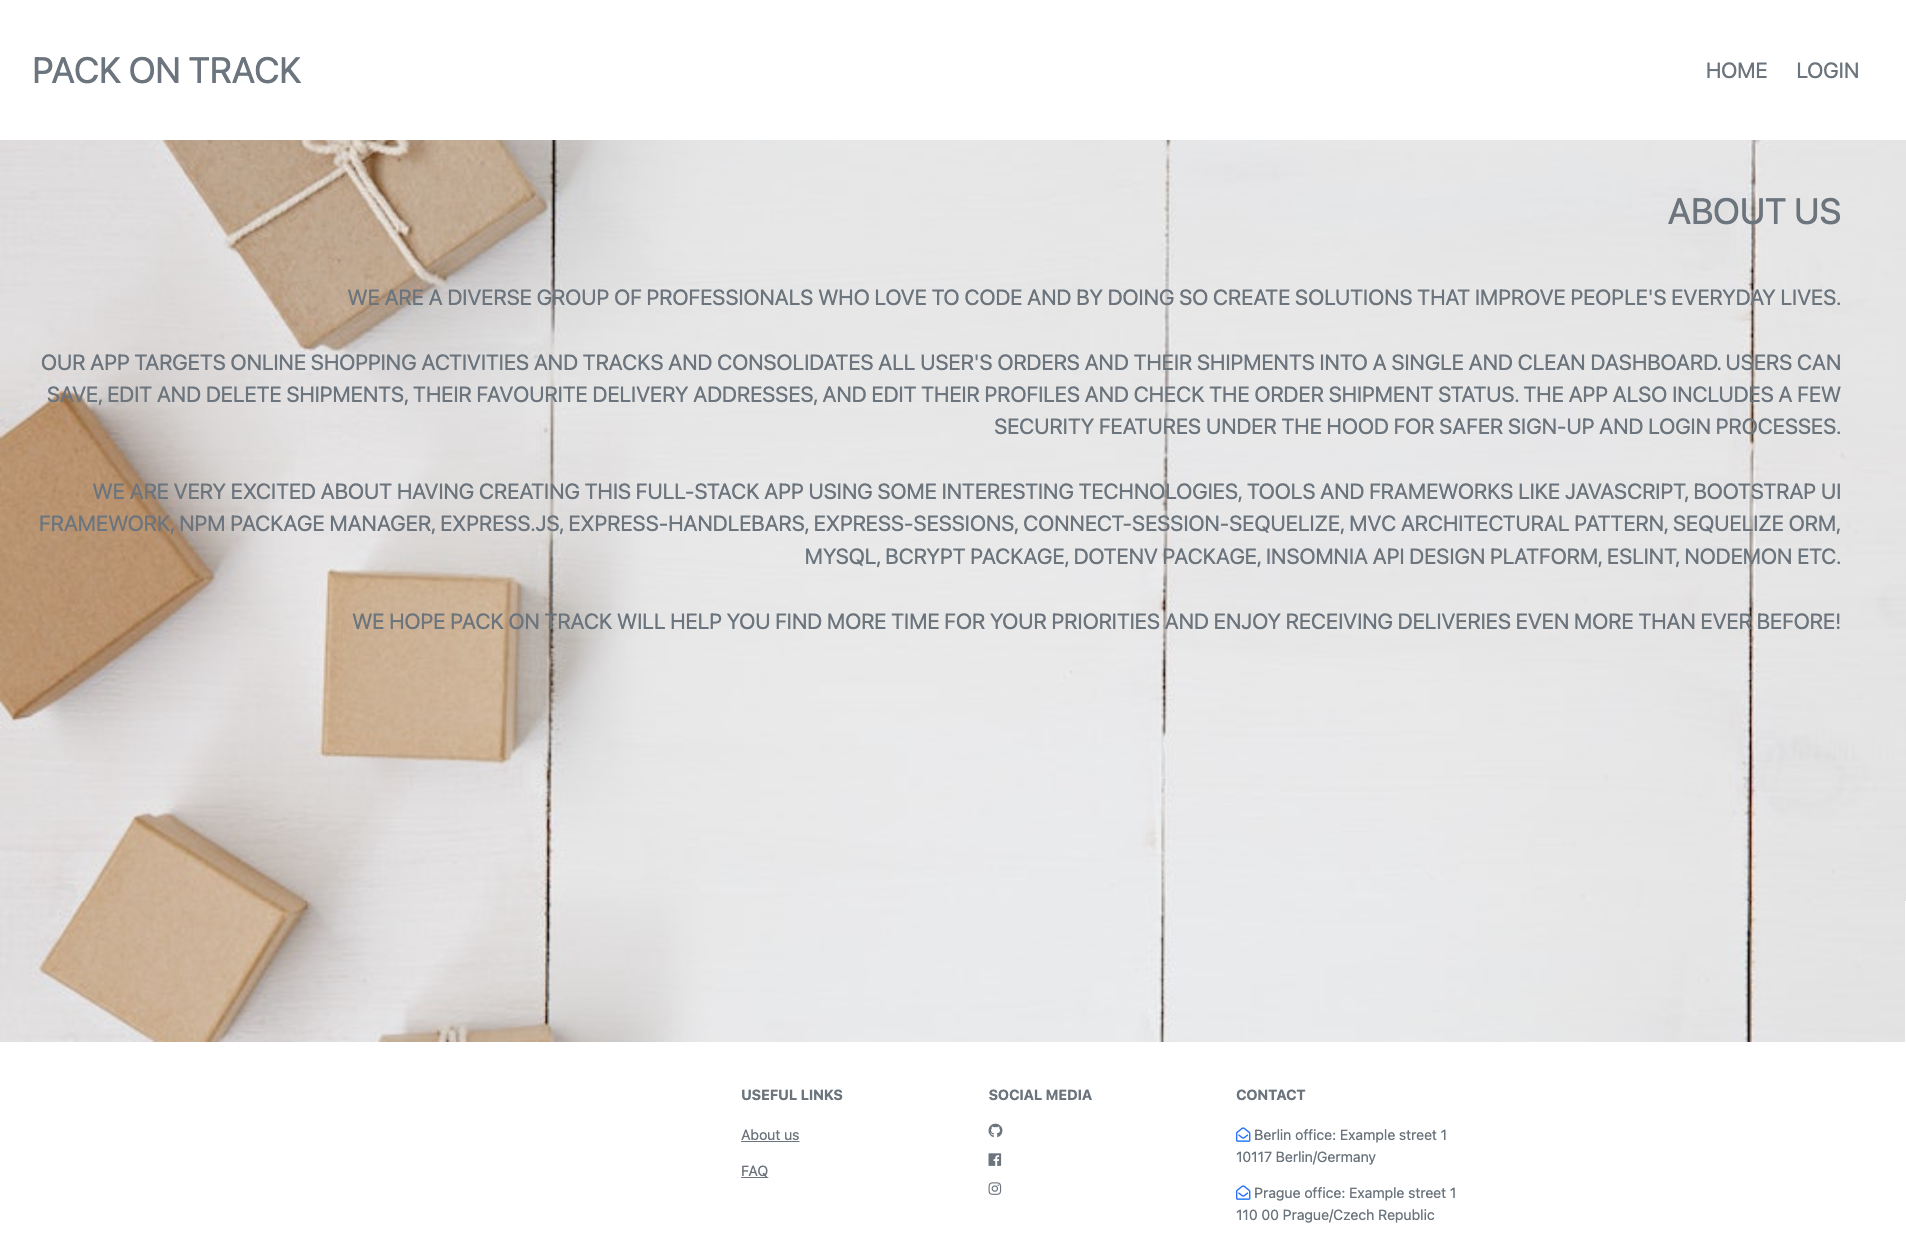 PACK ON TRACK
HOME LOGIN
ABOUT US
WE ARE A DIVERSE GROUP OF PROFESSIONALS WHO LOVE TO CODE AND BY DOING SO CREATE SOLUTIONS THAT IMPROVE PEOPLE'S EVERYDAY LIVES.
OUR APP TARGETS ONLINE SHOPPING ACTIVITIES AND TRACKS AND CONSOLIDATES ALL USER'S ORDERS AND THEIR SHIPMENTS INTO A SINGLE AND CLEAN DASHBOARD. USERS CAN
SAVE, EDIT AND DELETE SHIPMENTS, THEIR FAVOURITE DELIVERY ADDRESSES, AND EDIT THEIR PROFILES AND CHECK THE ORDER SHIPMENT STATUS. THE APP ALSO INCLUDES A FEW
SECURITY FEATURES UNDER THE HOOD FOR SAFER SIGN-UP AND LOGIN PROCESSES.
WE ARE VERY EXCITED ABOUT HAVING CREATING THIS FULL-STACK APP USING SOME INTERESTING TECHNOLOGIES, TOOLS AND FRAMEWORKS LIKE JAVASCRIPT, BOOTSTRAP UI
FRAMEWORK, NPM PACKAGE MANAGER, EXPRESS.JS, EXPRESS-HANDLEBARS, EXPRESS-SESSIONS, CONNECT-SESSION-SEQUELIZE, MVC ARCHITECTURAL PATTERN, SEQUELIZE ORM,
MYSQL, BCRYPT PACKAGE, DOTENV PACKAGE, INSOMNIA API DESIGN PLATFORM, ESLINT, NODEMON ETC.
WE HOPE PACK ON TRACK WILL HELP YOU FIND MORE TIME FOR YOUR PRIORITIES AND ENJOY RECEIVING DELIVERIES EVEN MORE THAN EVER BEFORE!
USEFUL LINKS
About us
FAQ
SOCIAL MEDIA
CONTACT
Berlin office: Example street 1
10117 Berlin/Germany
Prague office: Example street 1
110 00 Prague/Czech Republic